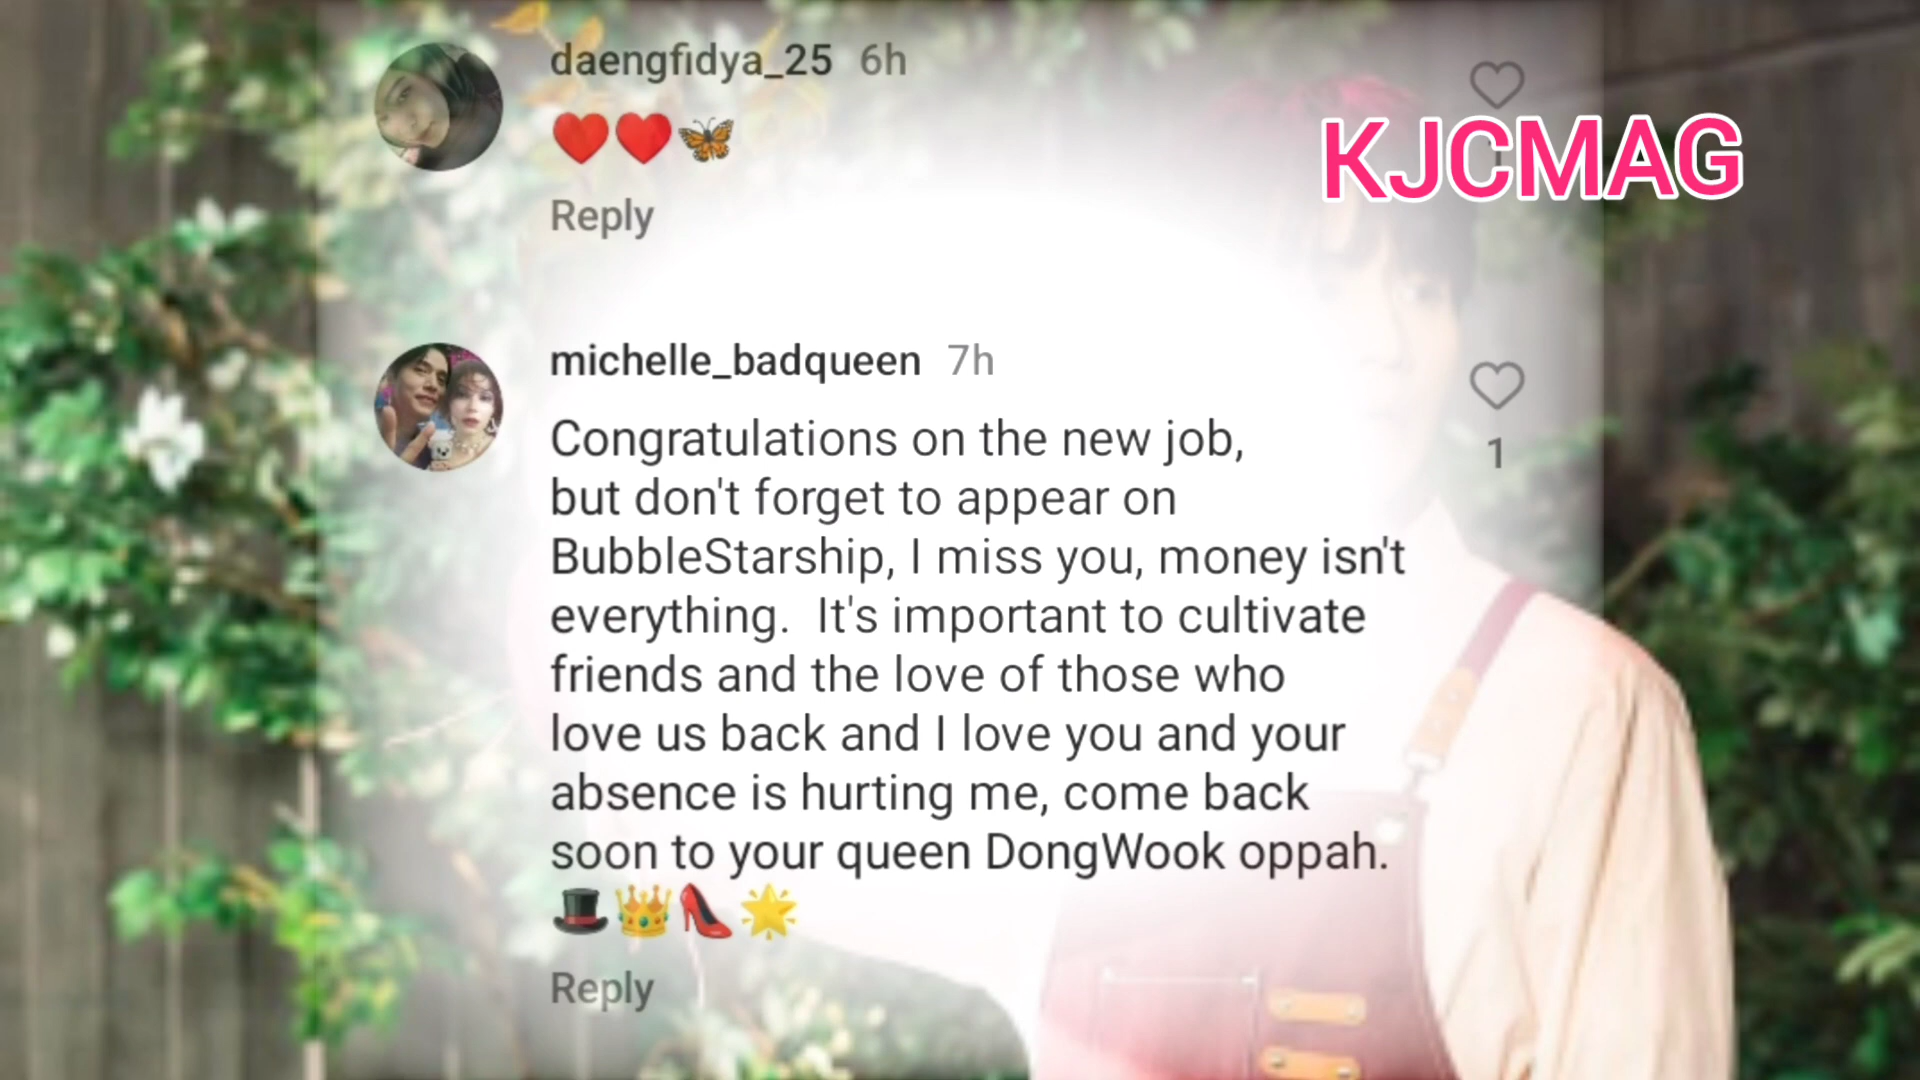 daengfidya_25 6h
❤️❤️🦋
KJCMAG
Reply
michelle_badqueen 7h
Congratulations on the new job,
but don't forget to appear on
1
BubbleStarship, I miss you, money isn't
everything.  It's important to cultivate
friends and the love of those who
love us back and I love you and your
absence is hurting me, come back
soon to your queen DongWook oppah.
🎩👑👠🌟
Reply